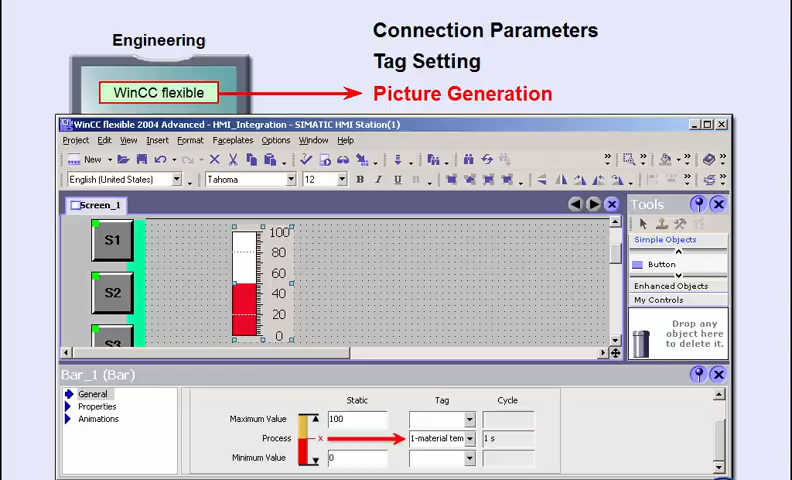 Connection Parameters
Engineering
Tag Setting
WinCC flexible
Picture Generation
WinCC flexible 2004 Advanced - HMI_Integration - SIMATIC HMI Station(1)
Project Edit View Insert Format Faceplates Options Window Help
New
English (United States) Tahoma 12 B I U
Screen_1
Tools
S1
S2
S3
100
80
60
40
20
0
Simple Objects
Button
Enhanced Objects
My Controls
Drop any
object here
to delete it.
Bar_1 (Bar)
General
Properties
Animations
Static Tag Cycle
Maximum Value 100
Process x 1-material tem 1 s
Minimum Value 0